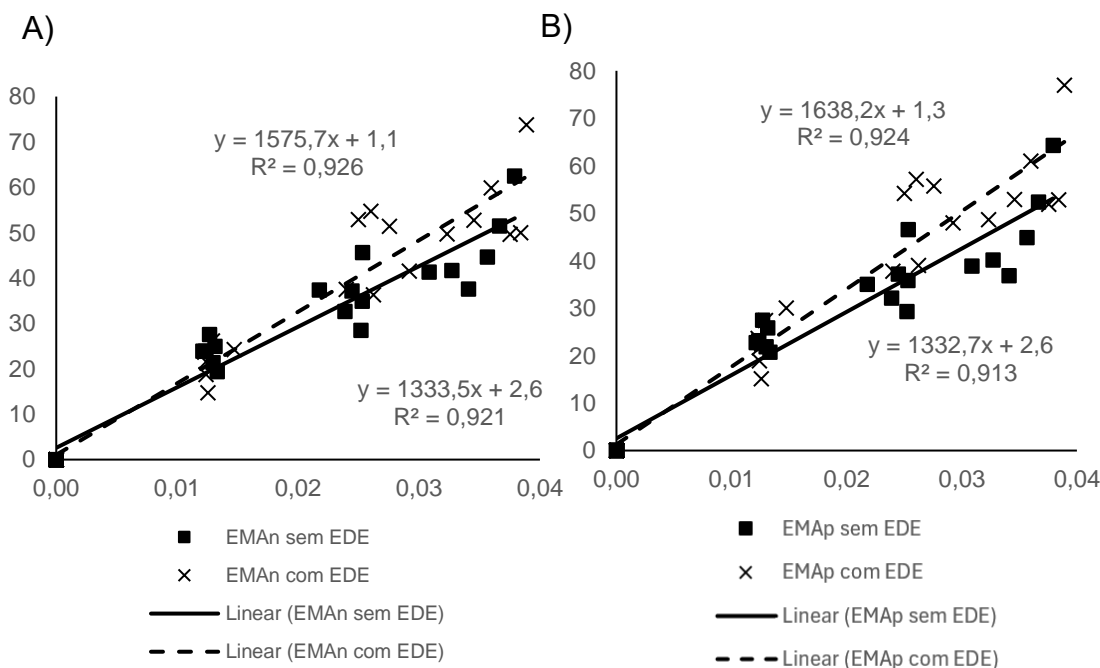 A)
80
70
60
50
40
30
20
10
0
0,00
0,01
0,02
0,03
0,04
y = 1575,7x + 1,1
R² = 0,926
y = 1333,5x + 2,6
R² = 0,921
EMAn sem EDE
EMAn com EDE
Linear (EMAn sem EDE)
Linear (EMAn com EDE)
B)
80
70
60
50
40
30
20
10
0
0,00
0,01
0,02
0,03
0,04
y = 1638,2x + 1,3
R² = 0,924
y = 1332,7x + 2,6
R² = 0,913
EMAp sem EDE
EMAp com EDE
Linear (EMAp sem EDE)
Linear (EMAp com EDE)